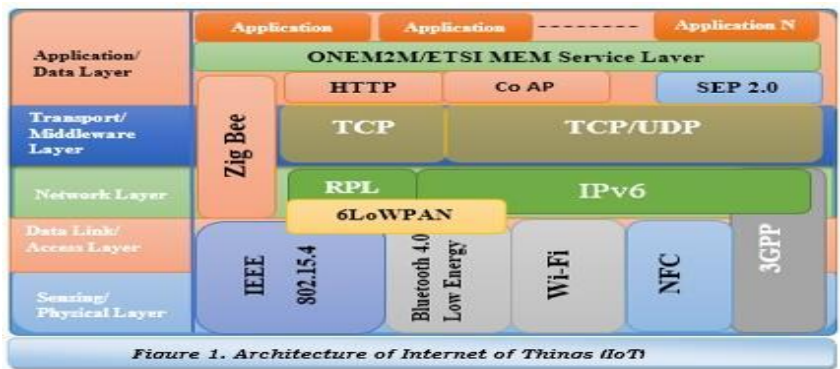 Application Application Application N
Application/
Data Layer
ONEM2M/ETSI MEM Service Layer
HTTP Co AP SEP 2.0
Transport/
Middleware
Layer
Zig Bee
TCP TCP/UDP
Network Layer
RPL IPv6
6LoWPAN
Data Link/
Access Layer
IEEE
802.15.4
Bluetooth 4.0
Low Energy
Wi-Fi
NFC
3GPP
Sensing/
Physical Layer
Figure 1. Architecture of Internet of Things (IoT)